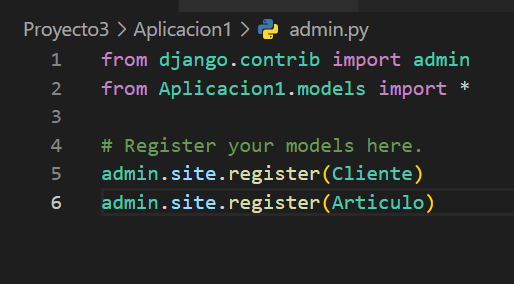 Proyecto3 > Aplicacion1 > admin.py
1 from django.contrib import admin
2 from Aplicacion1.models import *
3
4 # Register your models here.
5 admin.site.register(Cliente)
6 admin.site.register(Articulo)